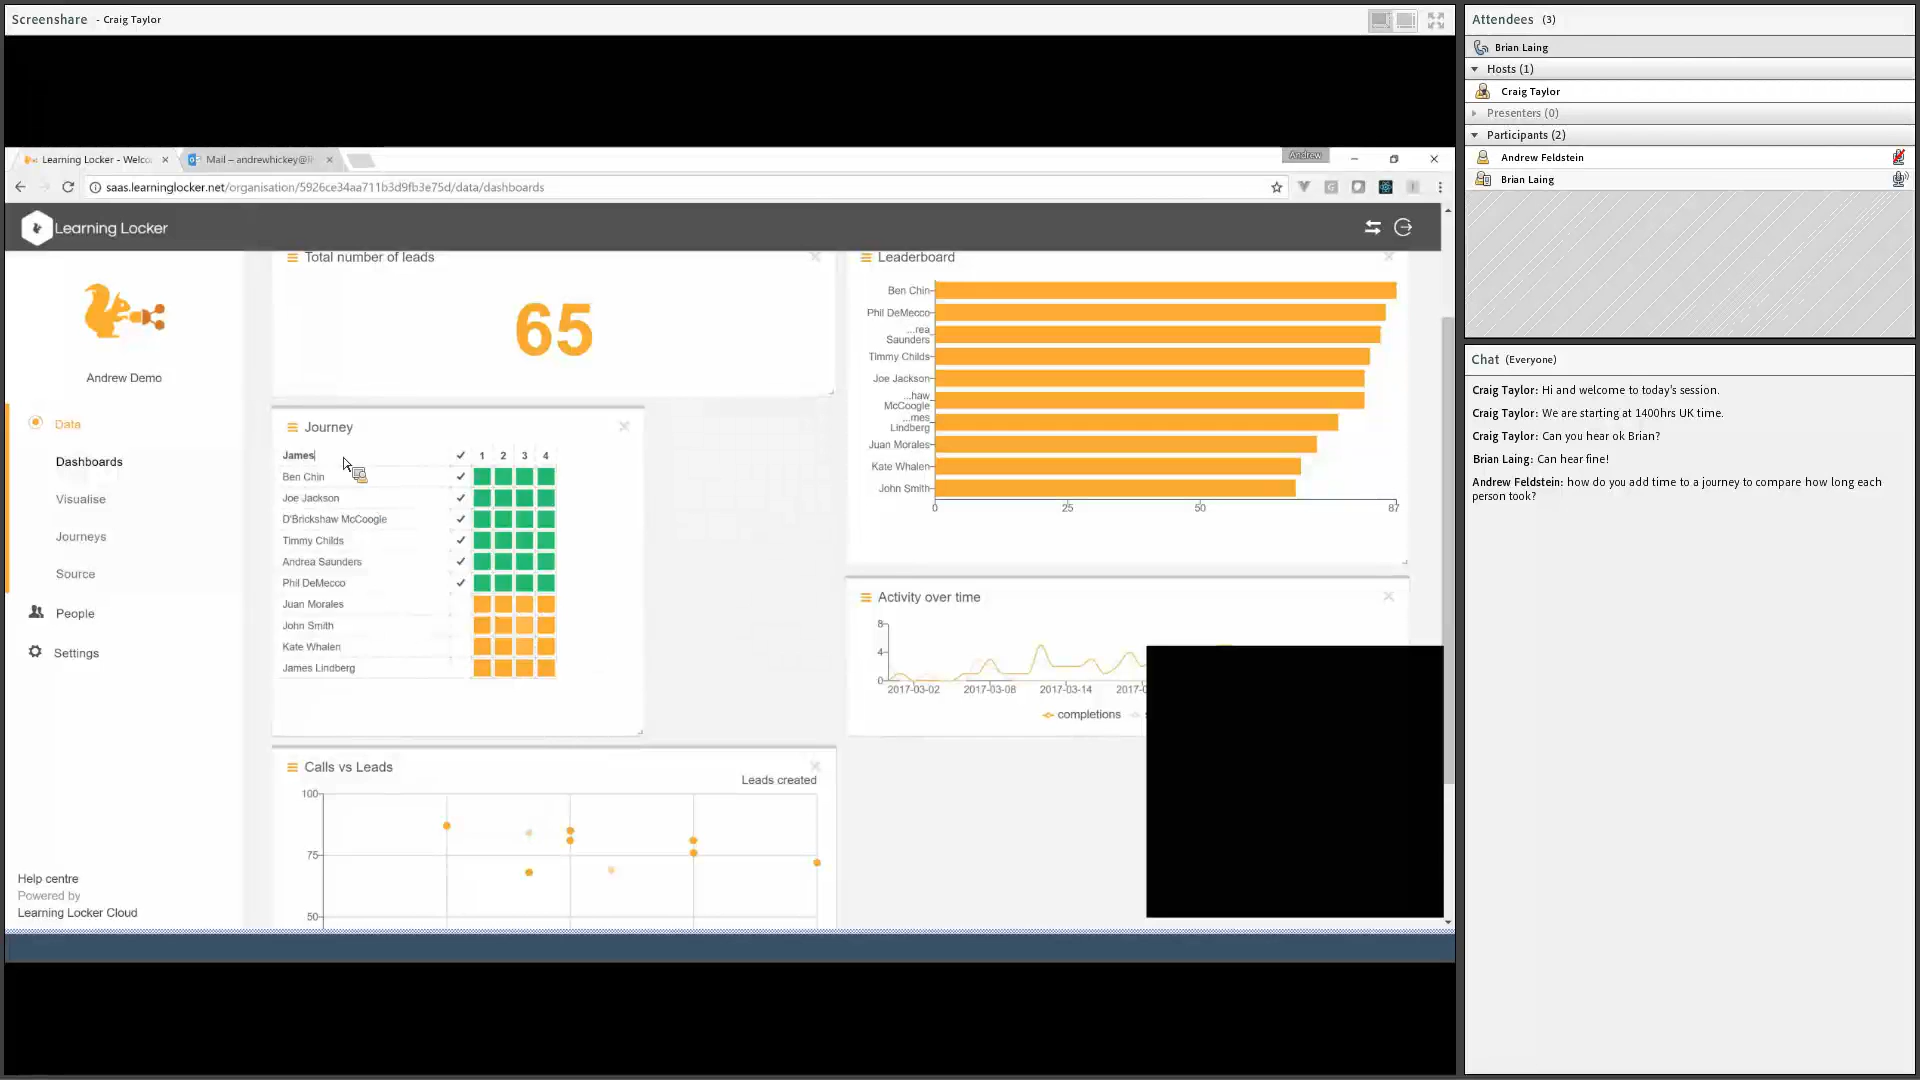 Screenshare - Craig Taylor
Learning Locker - Welco
Mail – andrewhickey@
Andrew
saas.learninglocker.net/organisation/5926ce34aa711b3d9fb3e75d/data/dashboards
Learning Locker
Andrew Demo
Data
Dashboards
Visualise
Journeys
Source
People
Settings
Help centre
Powered by
Learning Locker Cloud
Total number of leads
65
Journey
James ✔ 1 2 3 4
Ben Chin ✔
Joe Jackson ✔
D'Brickshaw McCoogle ✔
Timmy Childs ✔
Andrea Saunders ✔
Phil DeMecco ✔
Juan Morales
John Smith
Kate Whalen
James Lindberg
Calls vs Leads
Leads created
100
75
50
Leaderboard
Ben Chin
Phil DeMecco
...rea
Saunders
Timmy Childs
Joe Jackson
...haw
McCoogle
...mes
Lindberg
Juan Morales
Kate Whalen
John Smith
0 25 50 87
Activity over time
8
4
0
2017-03-02 2017-03-08 2017-03-14 2017-0
completions
Attendees (3)
Brian Laing
Hosts (1)
Craig Taylor
Presenters (0)
Participants (2)
Andrew Feldstein
Brian Laing
Chat (Everyone)
Craig Taylor: Hi and welcome to today's session.
Craig Taylor: We are starting at 1400hrs UK time.
Craig Taylor: Can you hear ok Brian?
Brian Laing: Can hear fine!
Andrew Feldstein: how do you add time to a journey to compare how long each
person took?